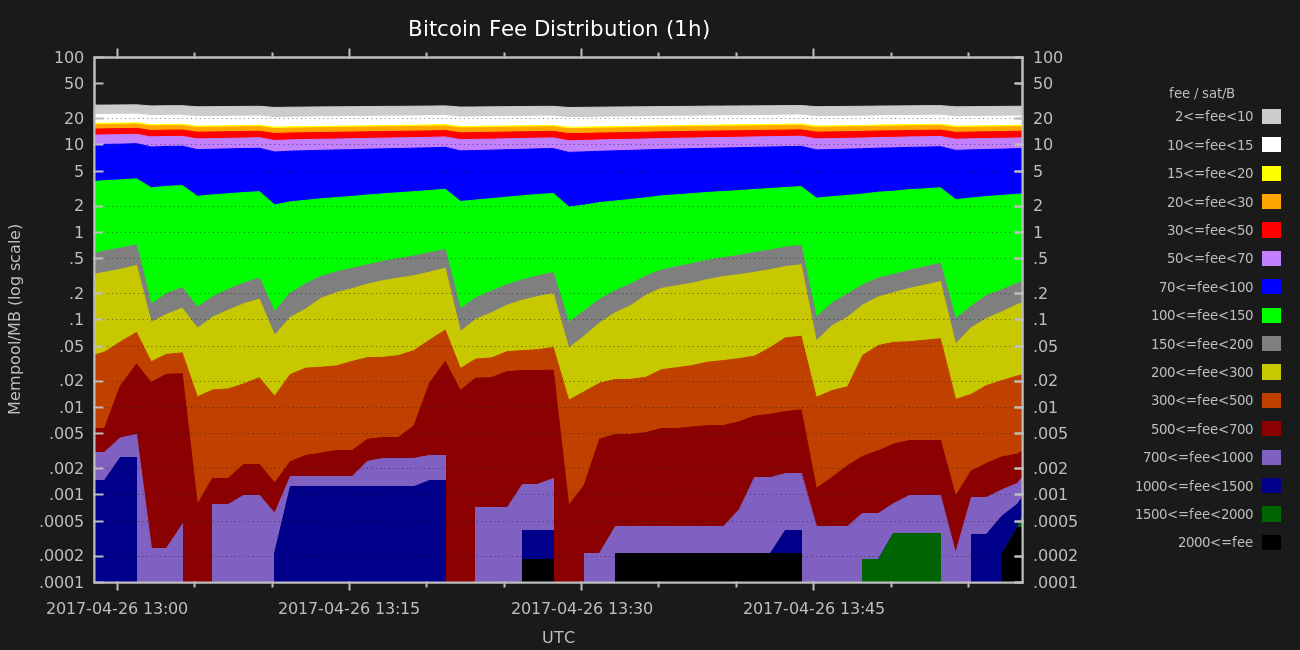 Bitcoin Fee Distribution (1h)
100 100
50 50
20 20
10 10
5 5
2 2
1 1
.5 .5
.2 .2
.1 .1
.05 .05
.02 .02
.01 .01
.005 .005
.002 .002
.001 .001
.0005 .0005
.0002 .0002
.0001 .0001
Mempool/MB (log scale)
2017-04-26 13:00 2017-04-26 13:15 2017-04-26 13:30 2017-04-26 13:45
UTC
fee / sat/B
2<=fee<10
10<=fee<15
15<=fee<20
20<=fee<30
30<=fee<50
50<=fee<70
70<=fee<100
100<=fee<150
150<=fee<200
200<=fee<300
300<=fee<500
500<=fee<700
700<=fee<1000
1000<=fee<1500
1500<=fee<2000
2000<=fee